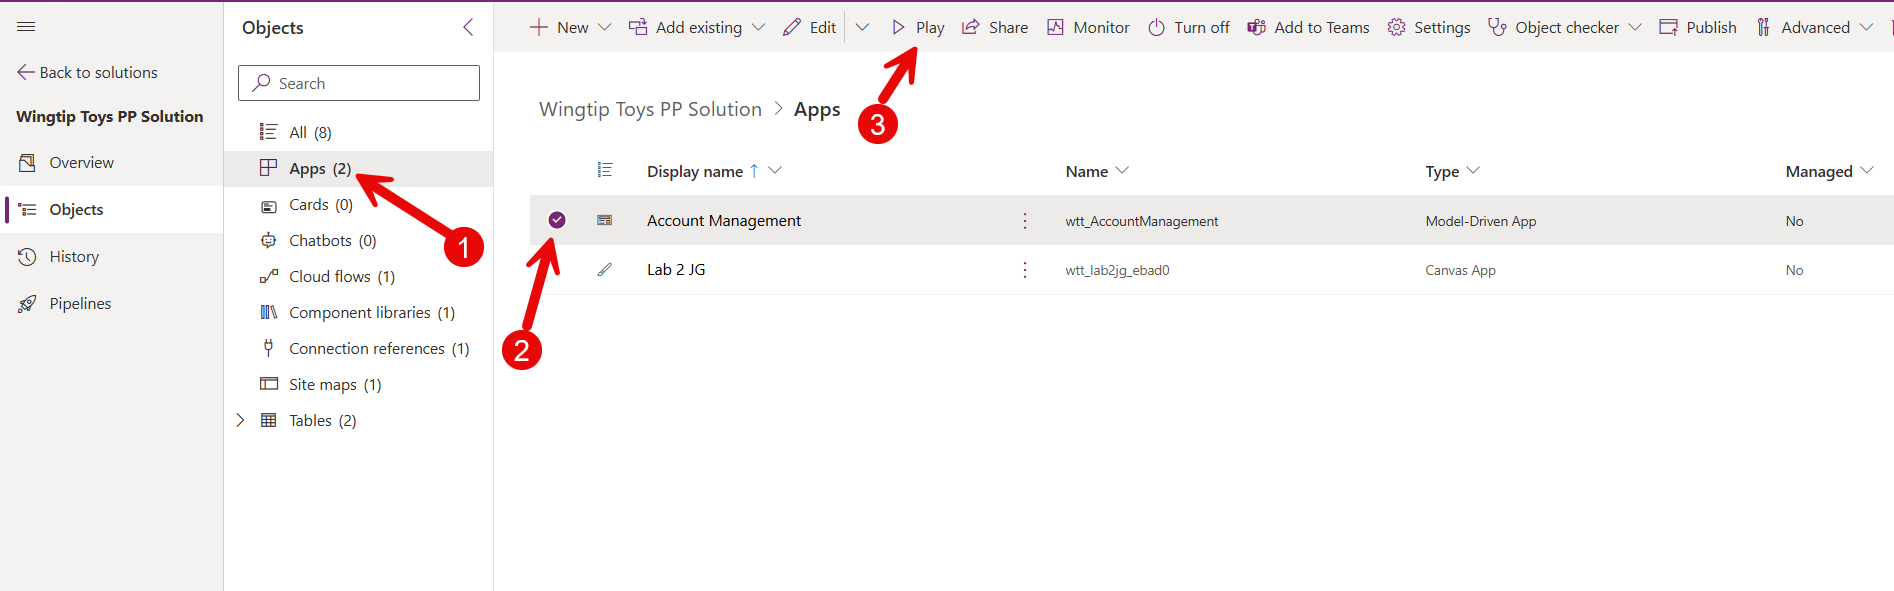 Back to solutions
Wingtip Toys PP Solution
Overview
Objects
History
Pipelines
Objects
Search
All (8)
Apps (2)
Cards (0)
Chatbots (0)
Cloud flows (1)
Component libraries (1)
Connection references (1)
Site maps (1)
Tables (2)
1
New Add existing Edit Play Share Monitor Turn off Add to Teams Settings Object checker Publish Advanced
3
Wingtip Toys PP Solution > Apps
Display name ↑ Name Type Managed
Account Management wtt_AccountManagement Model-Driven App No
Lab 2 JG wtt_lab2jg_ebad0 Canvas App No
2